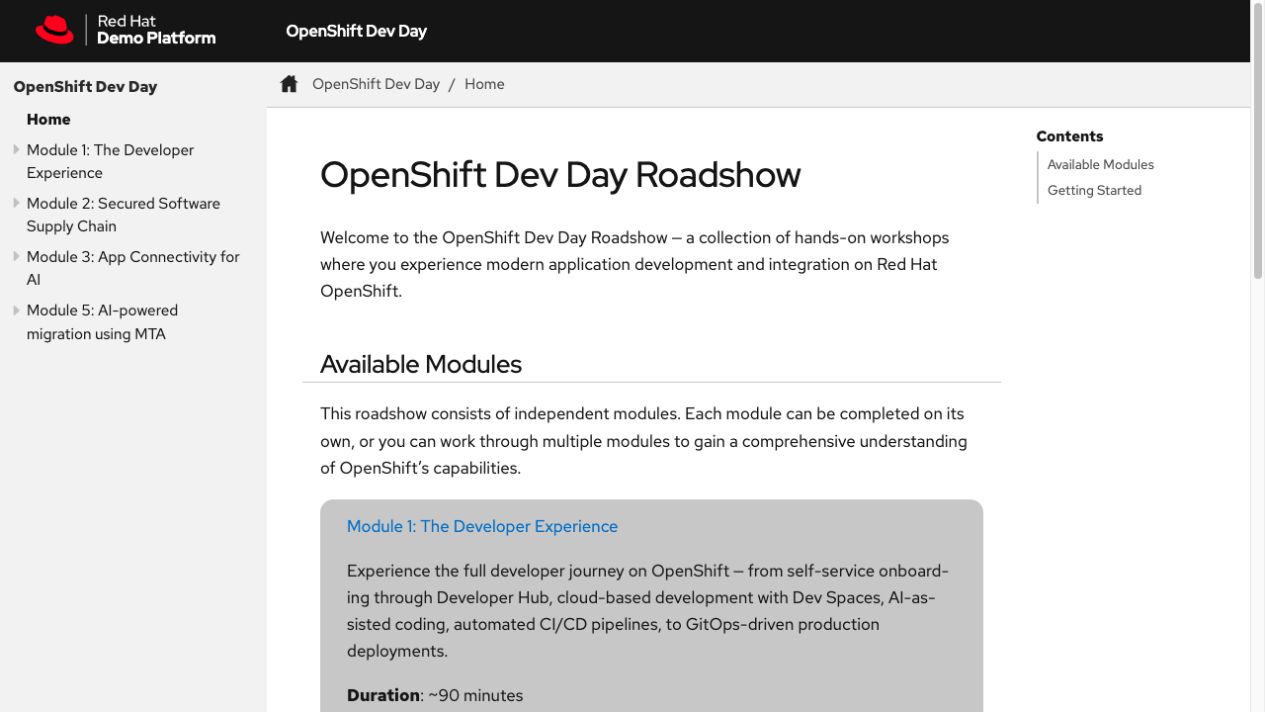 Red Hat
Demo Platform
OpenShift Dev Day
OpenShift Dev Day
Home
Module 1: The Developer
Experience
Module 2: Secured Software
Supply Chain
Module 3: App Connectivity for
AI
Module 5: AI-powered
migration using MTA
OpenShift Dev Day / Home
OpenShift Dev Day Roadshow
Welcome to the OpenShift Dev Day Roadshow — a collection of hands-on workshops
where you experience modern application development and integration on Red Hat
OpenShift.
Available Modules
This roadshow consists of independent modules. Each module can be completed on its
own, or you can work through multiple modules to gain a comprehensive understanding
of OpenShift’s capabilities.
Module 1: The Developer Experience
Experience the full developer journey on OpenShift — from self-service onboard-
ing through Developer Hub, cloud-based development with Dev Spaces, AI-as-
sisted coding, automated CI/CD pipelines, to GitOps-driven production
deployments.
Duration: ~90 minutes
Contents
Available Modules
Getting Started